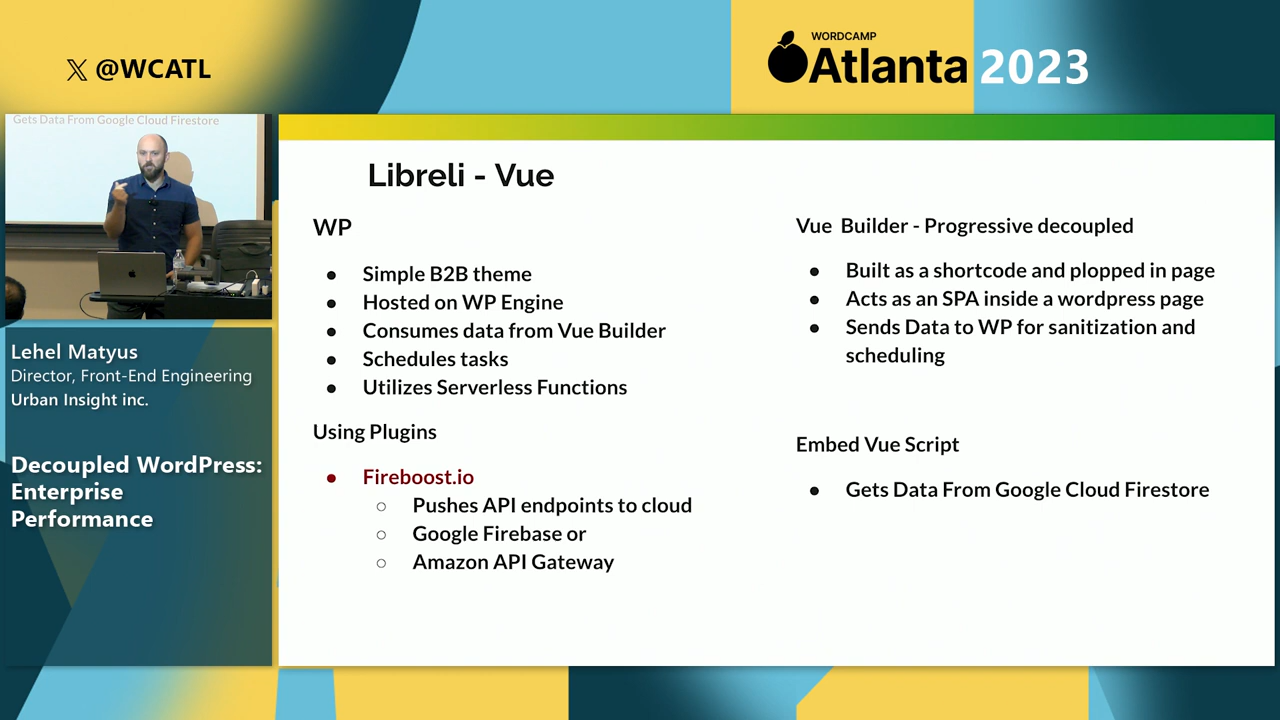 𝕏 @WCATL
WORDCAMP
Atlanta 2023
Gets Data From Google Cloud Firestore
Lehel Matyus
Director, Front-End Engineering
Urban Insight inc.
Decoupled WordPress:
Enterprise
Performance
Libreli - Vue
WP
● Simple B2B theme
● Hosted on WP Engine
● Consumes data from Vue Builder
● Schedules tasks
● Utilizes Serverless Functions
Using Plugins
● Fireboost.io
○ Pushes API endpoints to cloud
○ Google Firebase or
○ Amazon API Gateway
Vue Builder - Progressive decoupled
● Built as a shortcode and plopped in page
● Acts as an SPA inside a wordpress page
● Sends Data to WP for sanitization and
scheduling
Embed Vue Script
● Gets Data From Google Cloud Firestore